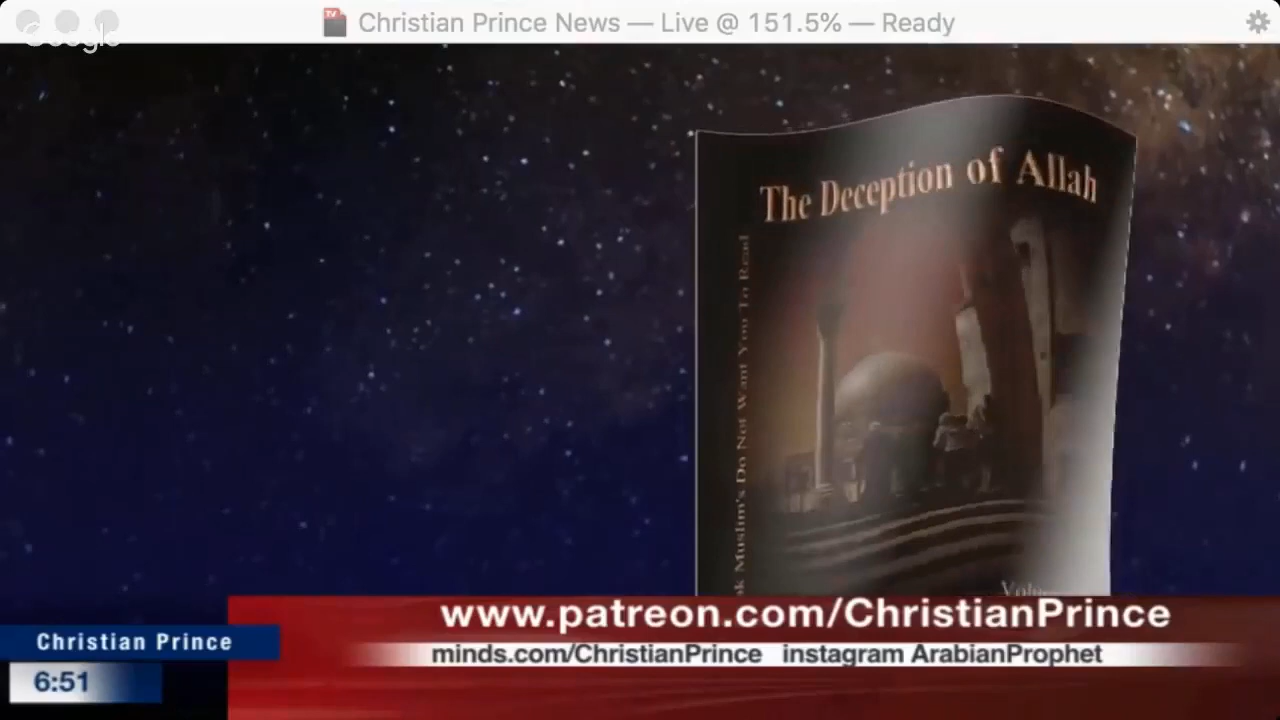 Christian Prince News — Live @ 151.5% — Ready
Google
The Deception of Allah
Muslim's Do Not Want You To Read
www.patreon.com/ChristianPrince
Christian Prince
minds.com/ChristianPrince instagram ArabianProphet
6:51